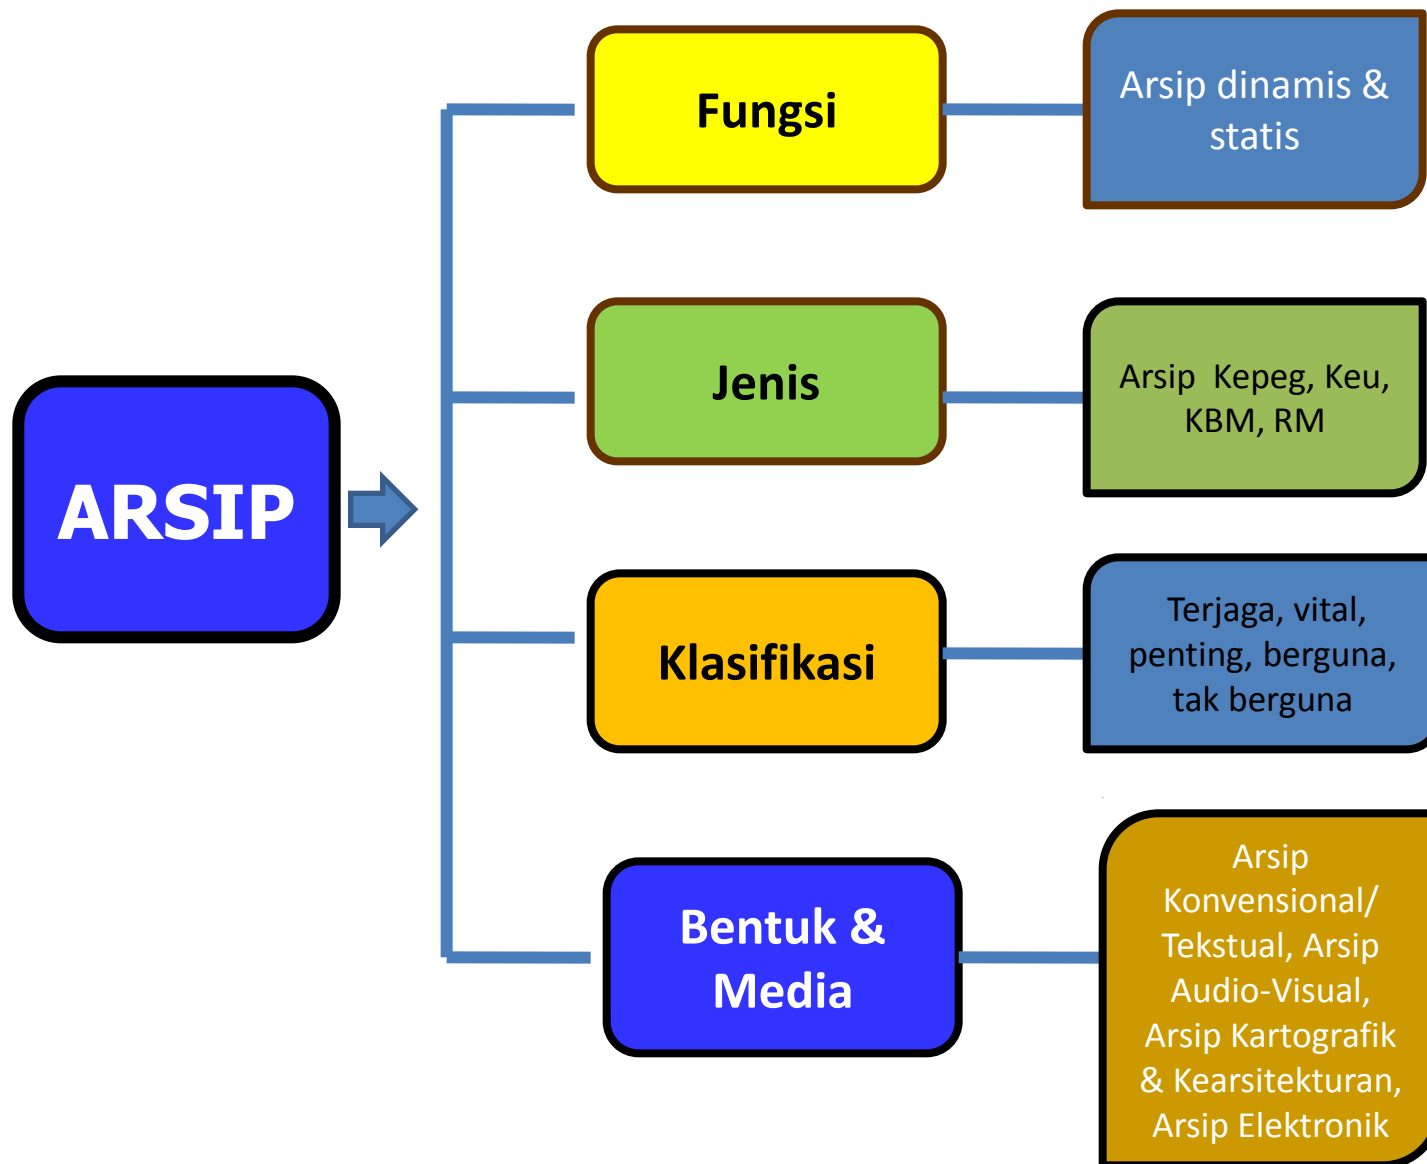 ARSIP
Fungsi
Arsip dinamis &
statis
Jenis
Arsip Kepeg, Keu,
KBM, RM
Klasifikasi
Terjaga, vital,
penting, berguna,
tak berguna
Bentuk &
Media
Arsip
Konvensional/
Tekstual, Arsip
Audio-Visual,
Arsip Kartografik
& Kearsitekturan,
Arsip Elektronik